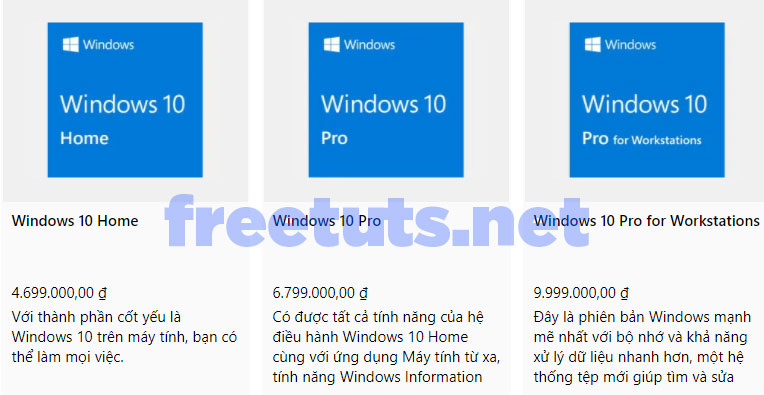 Windows
Windows 10
Home
Windows
Windows 10
Pro
Windows
Windows 10
Pro for Workstations
freetuts.net
Windows 10 Home
4.699.000,00 ₫
Với thành phần cốt yếu là
Windows 10 trên máy tính, bạn có
thể làm mọi việc.
Windows 10 Pro
6.799.000,00 ₫
Có được tất cả tính năng của hệ
điều hành Windows 10 Home
cùng với ứng dụng Máy tính từ xa,
tính năng Windows Information
Windows 10 Pro for Workstations
9.999.000,00 ₫
Đây là phiên bản Windows mạnh
mẽ nhất với bộ nhớ và khả năng
xử lý dữ liệu nhanh hơn, một hệ
thống tệp mới giúp tìm và sửa